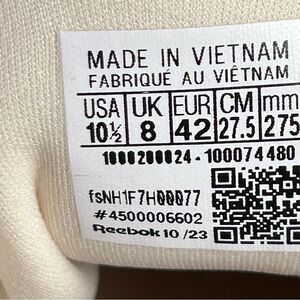 MADE IN VIETNAM
FABRIQUÉ AU VIÊTNAM
USA UK EUR CM mm
10½ 8 42 27.5 275
1000200024-100074480
fsNH1F7H00077
#4500006602
Reebok 10/23